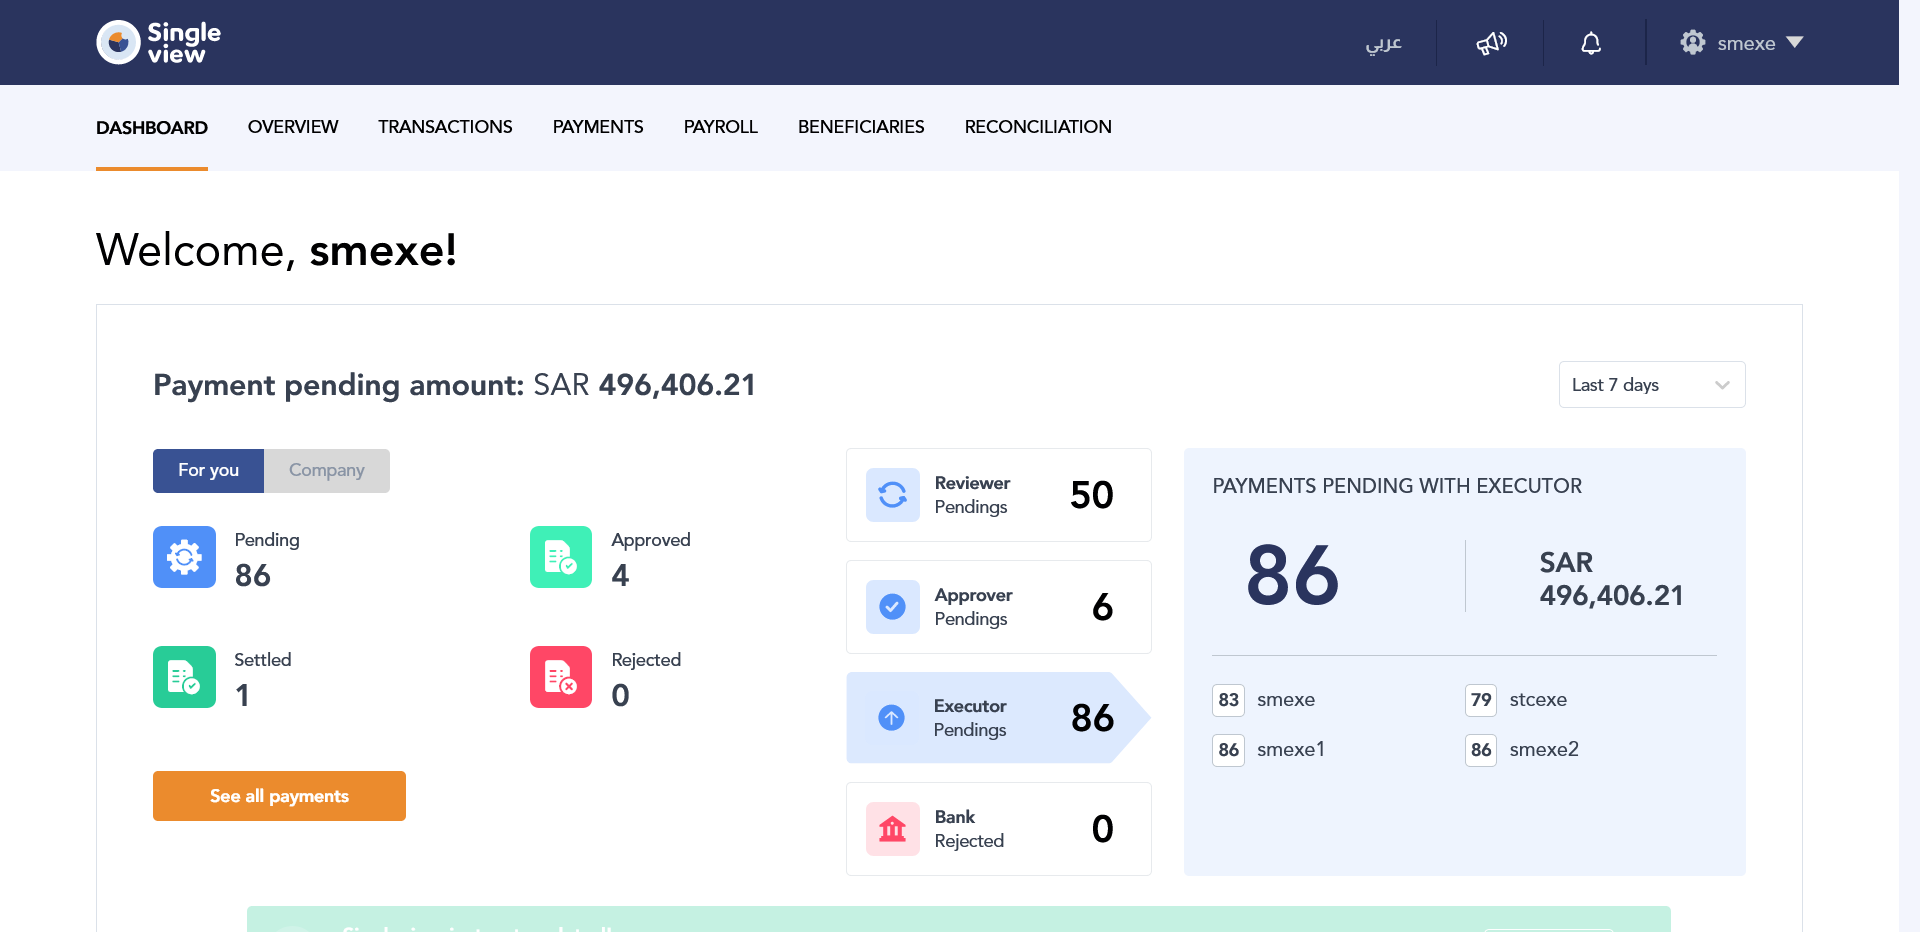 Single
view
عربي
smexe
DASHBOARD
OVERVIEW
TRANSACTIONS
PAYMENTS
PAYROLL
BENEFICIARIES
RECONCILIATION
Welcome, smexe!
Payment pending amount: SAR 496,406.21
Last 7 days
For you
Company
Pending
86
Approved
4
Settled
1
Rejected
0
See all payments
Reviewer
Pendings
50
Approver
Pendings
6
Executor
Pendings
86
Bank
Rejected
0
PAYMENTS PENDING WITH EXECUTOR
86
SAR
496,406.21
83 smexe
79 stcexe
86 smexe1
86 smexe2